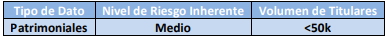 Tipo de Dato Nivel de Riesgo Inherente Volumen de Titulares
Patrimoniales Medio <50k